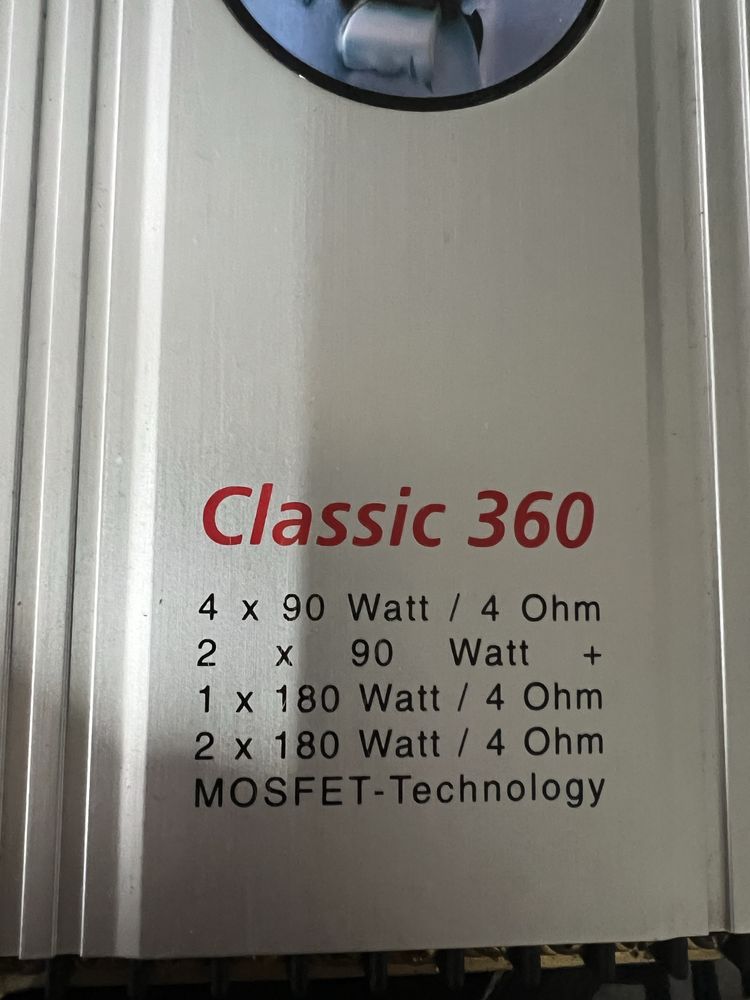 Classic 360
4 x 90 Watt / 4 Ohm
2 x 90 Watt +
1 x 180 Watt / 4 Ohm
2 x 180 Watt / 4 Ohm
MOSFET-Technology